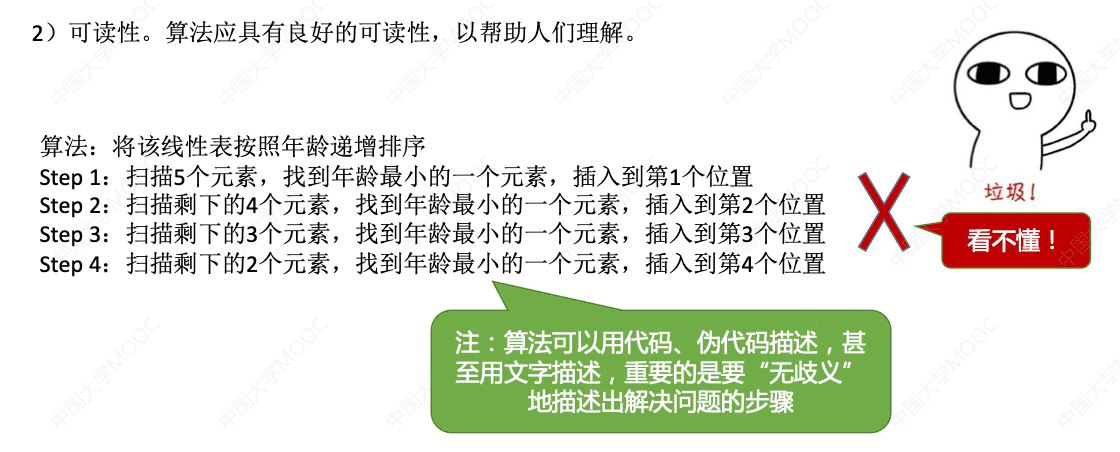 2）可读性。算法应具有良好的可读性，以帮助人们理解。
算法：将该线性表按照年龄递增排序
Step 1：扫描5个元素，找到年龄最小的一个元素，插入到第1个位置
Step 2：扫描剩下的4个元素，找到年龄最小的一个元素，插入到第2个位置
Step 3：扫描剩下的3个元素，找到年龄最小的一个元素，插入到第3个位置
Step 4：扫描剩下的2个元素，找到年龄最小的一个元素，插入到第4个位置
垃圾！
看不懂！
注：算法可以用代码、伪代码描述，甚
至用文字描述，重要的是要“无歧义”
地描述出解决问题的步骤
中国大学MOOC